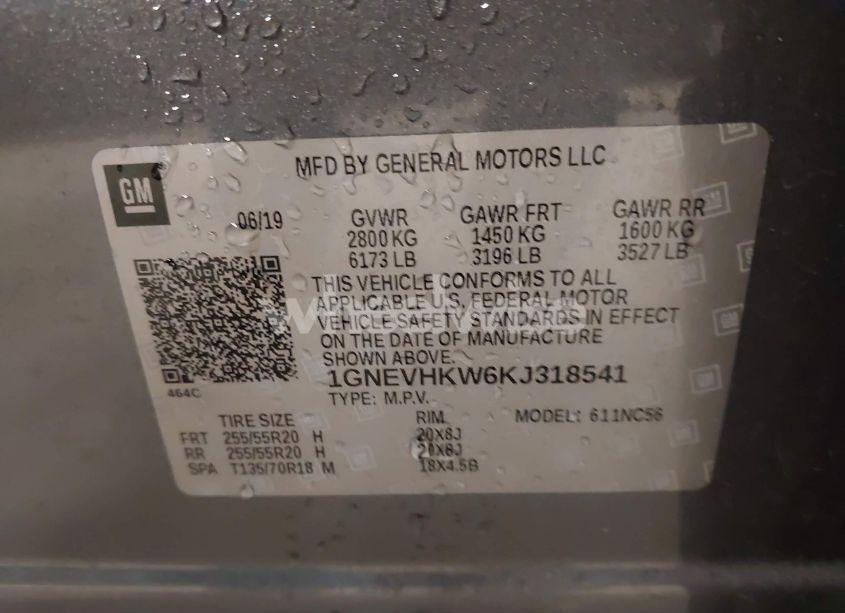 GM
MFD BY GENERAL MOTORS LLC
06/19 GVWR GAWR FRT GAWR RR
2800 KG 1450 KG 1600 KG
6173 LB 3196 LB 3527 LB
THIS VEHICLE CONFORMS TO ALL
APPLICABLE U.S. FEDERAL MOTOR
VEHICLE SAFETY STANDARDS IN EFFECT
ON THE DATE OF MANUFACTURE
SHOWN ABOVE.
464C
1GNEVHKW6KJ318541
TYPE: M.P.V.
TIRE SIZE RIM MODEL: 611NC56
FRT 255/55R20 H 20X8J
RR 255/55R20 H 20X8J
SPA T135/70R18 M 18X4.5B